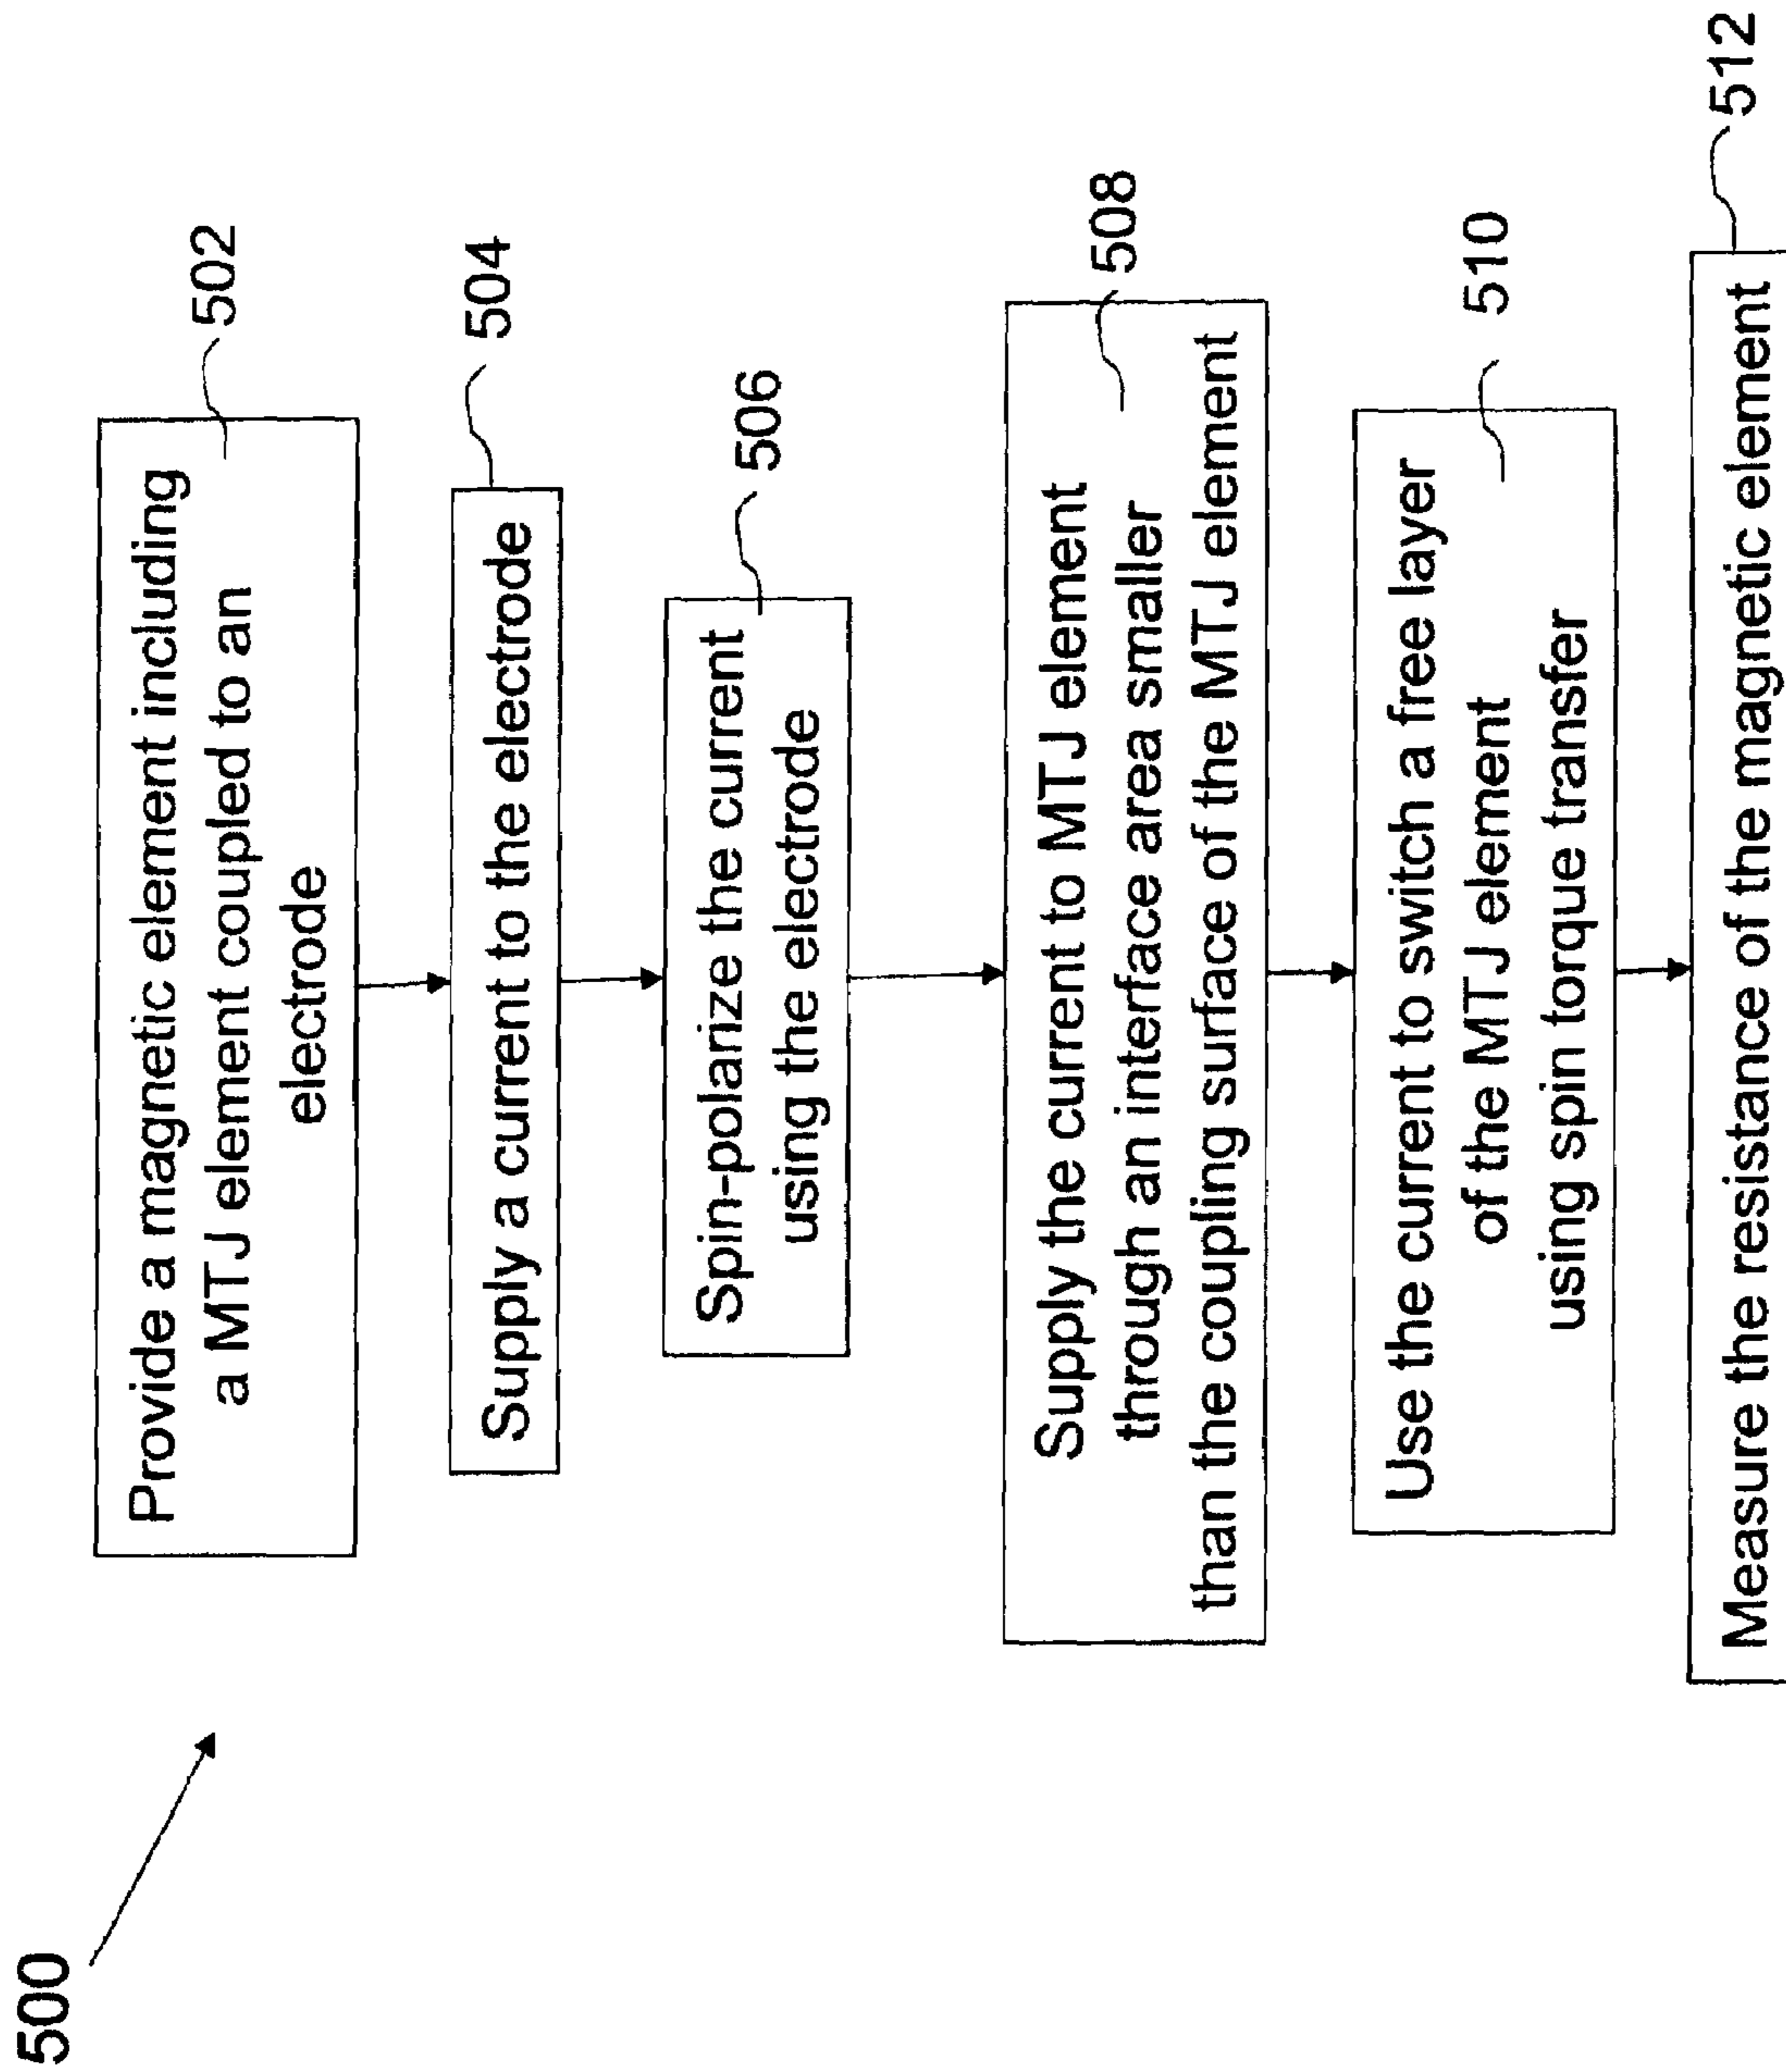 500
Provide a magnetic element including
a MTJ element coupled to an
electrode
502
Supply a current to the electrode
504
Spin-polarize the current
using the electrode
506
Supply the current to MTJ element
through an interface area smaller
than the coupling surface of the MTJ element
508
Use the current to switch a free layer
of the MTJ element
using spin torque transfer
510
Measure the resistance of the magnetic element
512